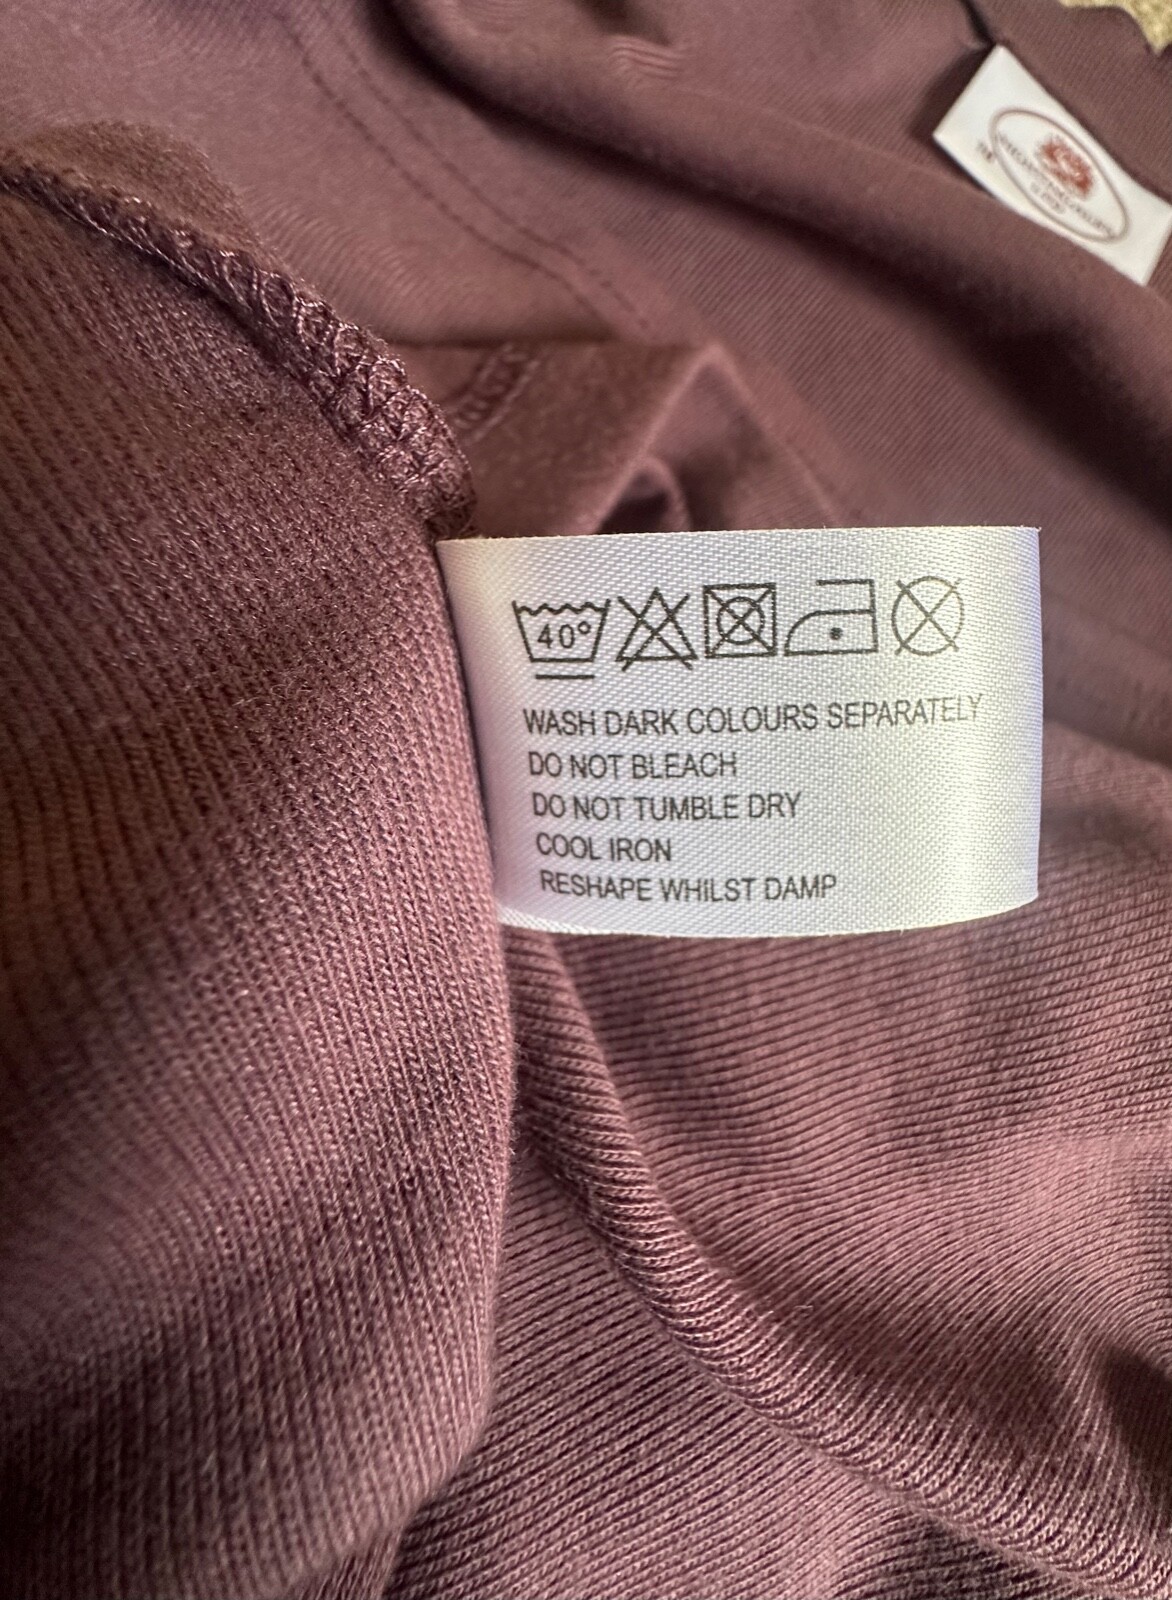 40°
WASH DARK COLOURS SEPARATELY
DO NOT BLEACH
DO NOT TUMBLE DRY
COOL IRON
RESHAPE WHILST DAMP